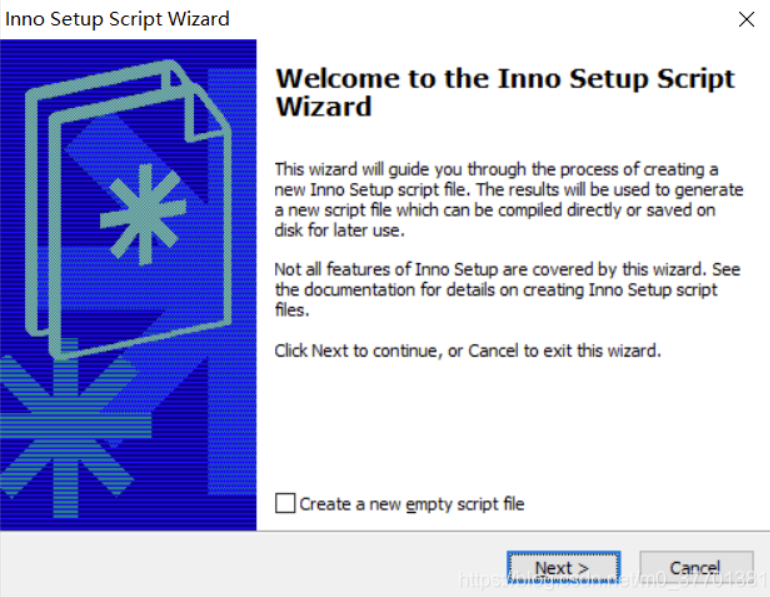 Inno Setup Script Wizard
Welcome to the Inno Setup Script
Wizard
This wizard will guide you through the process of creating a
new Inno Setup script file. The results will be used to generate
a new script file which can be compiled directly or saved on
disk for later use.
Not all features of Inno Setup are covered by this wizard. See
the documentation for details on creating Inno Setup script
files.
Click Next to continue, or Cancel to exit this wizard.
Create a new empty script file
Next >
Cancel
https://blog.csdn.net/m0_37701381